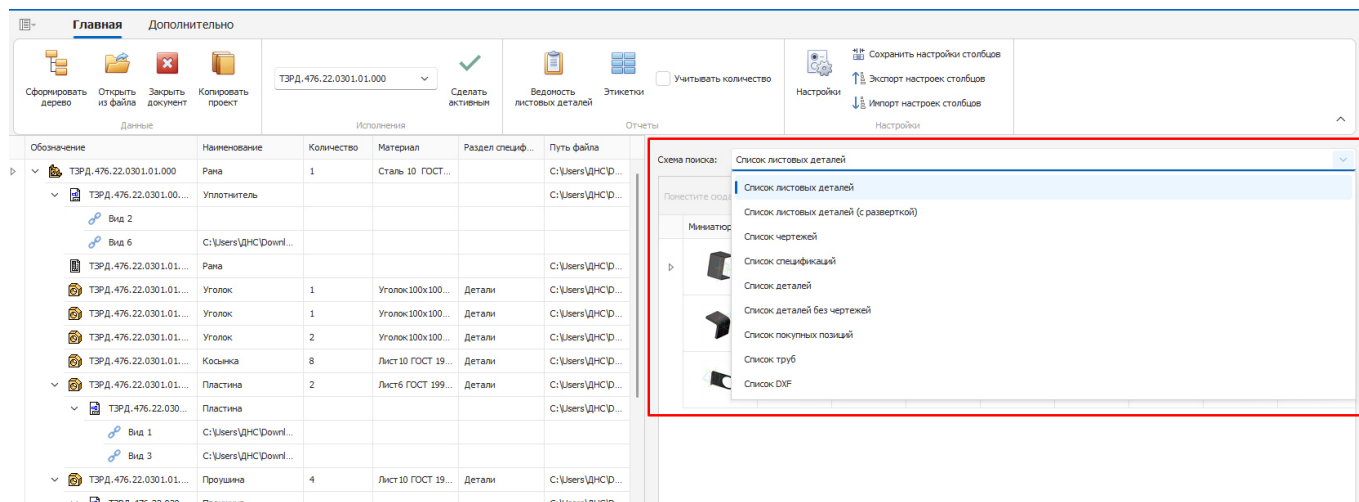 Главная Дополнительно
Сформировать дерево
Открыть из файла
Закрыть документ
Копировать проект
Данные
ТЗРД.476.22.0301.01.000
Сделать активным
Исполнения
Ведомость листовых деталей
Этикетки
Учитывать количество
Отчеты
Настройки
Сохранить настройки столбцов
Экспорт настроек столбцов
Импорт настроек столбцов
Настройки
Обозначение Наименование Количество Материал Раздел специф... Путь файла
ТЗРД.476.22.0301.01.000 Рама 1 Сталь 10 ГОСТ... C:\Users\ДНС\D...
ТЗРД.476.22.0301.00.... Уплотнитель C:\Users\ДНС\D...
Вид 2
Вид 6 C:\Users\ДНС\Downl...
ТЗРД.476.22.0301.01.... Рама C:\Users\ДНС\D...
ТЗРД.476.22.0301.01.... Уголок 1 Уголок100x100... Детали C:\Users\ДНС\D...
ТЗРД.476.22.0301.01.... Уголок 1 Уголок100x100... Детали C:\Users\ДНС\D...
ТЗРД.476.22.0301.01.... Уголок 2 Уголок100x100... Детали C:\Users\ДНС\D...
ТЗРД.476.22.0301.01.... Косынка 8 Лист10 ГОСТ 19... Детали C:\Users\ДНС\D...
ТЗРД.476.22.0301.01.... Пластина 2 Лист6 ГОСТ 199... Детали C:\Users\ДНС\D...
ТЗРД.476.22.030... Пластина C:\Users\ДНС\D...
Вид 1 C:\Users\ДНС\Downl...
Вид 3 C:\Users\ДНС\Downl...
ТЗРД.476.22.0301.01.... Проушина 4 Лист10 ГОСТ 19... Детали C:\Users\ДНС\D...
Схема поиска: Список листовых деталей
Поместите сюда
Миниатюр
Список листовых деталей
Список листовых деталей (с разверткой)
Список чертежей
Список спецификаций
Список деталей
Список деталей без чертежей
Список покупных позиций
Список труб
Список DXF